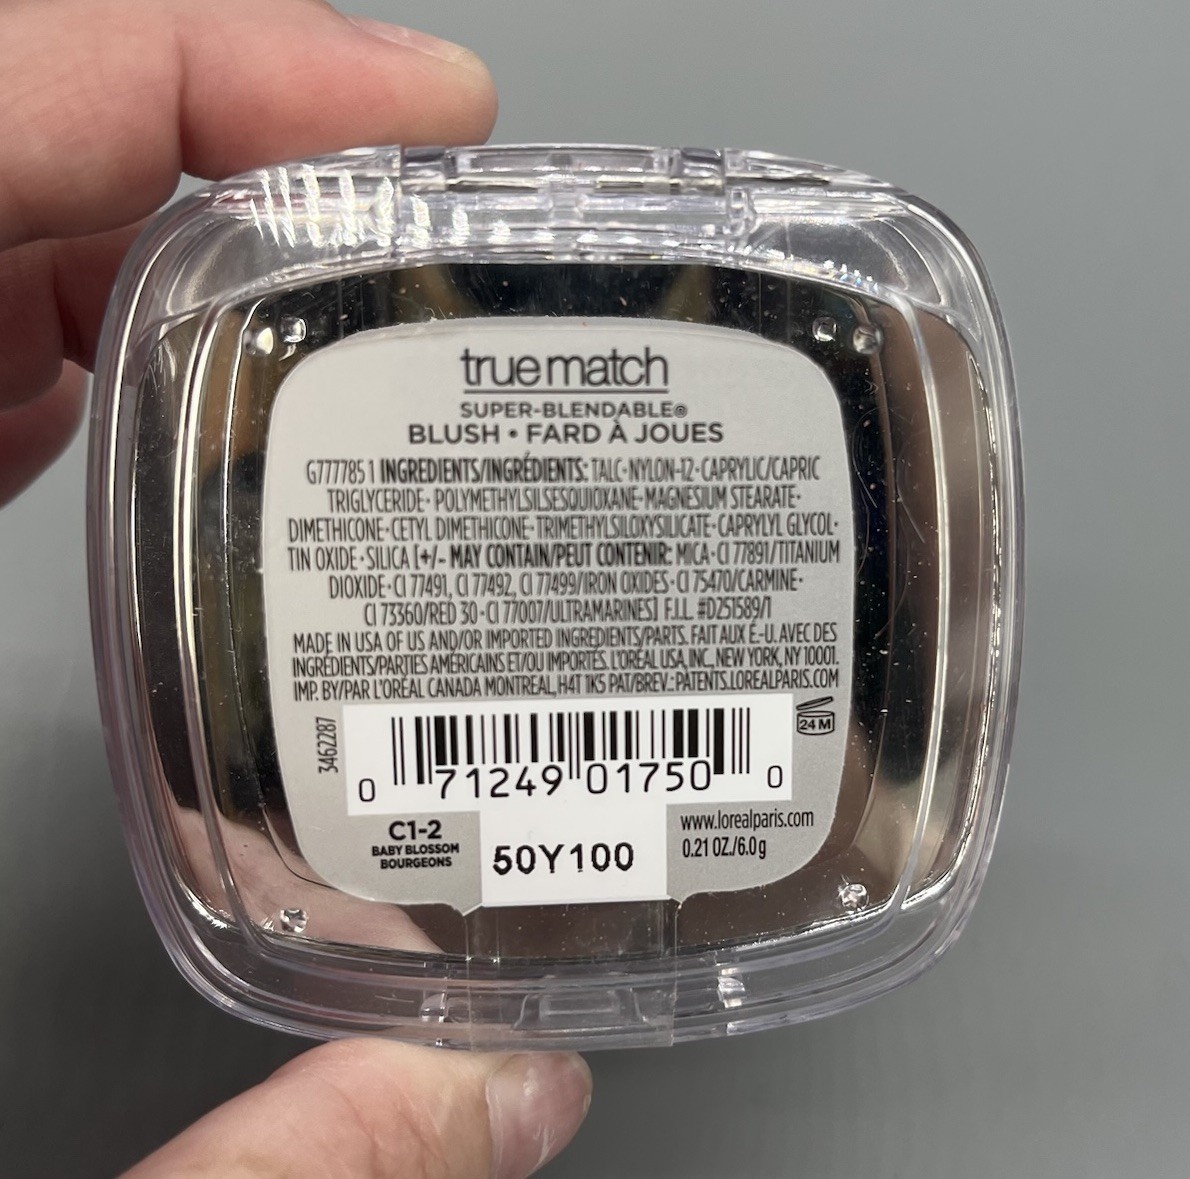 true match
SUPER-BLENDABLE®
BLUSH • FARD À JOUES
G777785 1 INGREDIENTS/INGRÉDIENTS: TALC•NYLON-12•CAPRYLIC/CAPRIC
TRIGLYCERIDE•POLYMETHYLSILSESQUIOXANE•MAGNESIUM STEARATE•
DIMETHICONE•CETYL DIMETHICONE•TRIMETHYLSILOXYSILICATE•CAPRYLYL GLYCOL•
TIN OXIDE•SILICA [+/- MAY CONTAIN/PEUT CONTENIR: MICA•CI 77891/TITANIUM
DIOXIDE•CI 77491, CI 77492, CI 77499/IRON OXIDES•CI 75470/CARMINE•
CI 73360/RED 30•CI 77007/ULTRAMARINES] F.I.L. #D251589/1
MADE IN USA OF US AND/OR IMPORTED INGREDIENTS/PARTS. FAIT AUX É.-U. AVEC DES
INGRÉDIENTS/PARTIES AMÉRICAINS ET/OU IMPORTÉS. L'ORÉAL USA, INC., NEW YORK, NY 10001.
IMP. BY/PAR L'ORÉAL CANADA MONTREAL, H4T 1K5 PAT/BREV.:PATENTS.LOREALPARIS.COM
3462287
24 M
0 71249 01750 0
C1-2
BABY BLOSSOM
BOURGEONS
50Y100
www.lorealparis.com
0.21 OZ./6.0 g